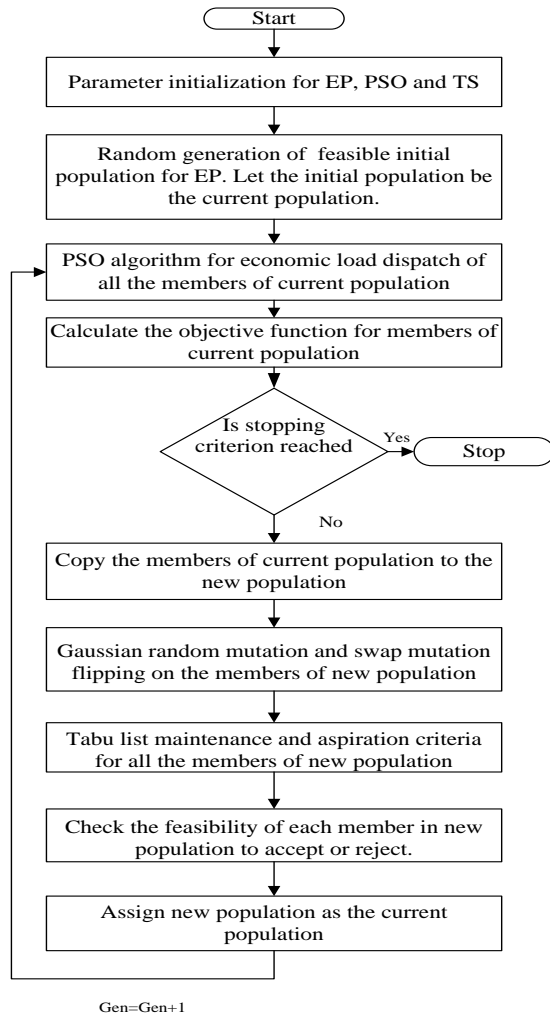 Start
Parameter initialization for EP, PSO and TS
Random generation of feasible initial
population for EP. Let the initial population be
the current population.
PSO algorithm for economic load dispatch of
all the members of current population
Calculate the objective function for members of
current population
Is stopping
criterion reached
Yes
Stop
No
Copy the members of current population to the
new population
Gaussian random mutation and swap mutation
flipping on the members of new population
Tabu list maintenance and aspiration criteria
for all the members of new population
Check the feasibility of each member in new
population to accept or reject.
Assign new population as the current
population
Gen=Gen+1